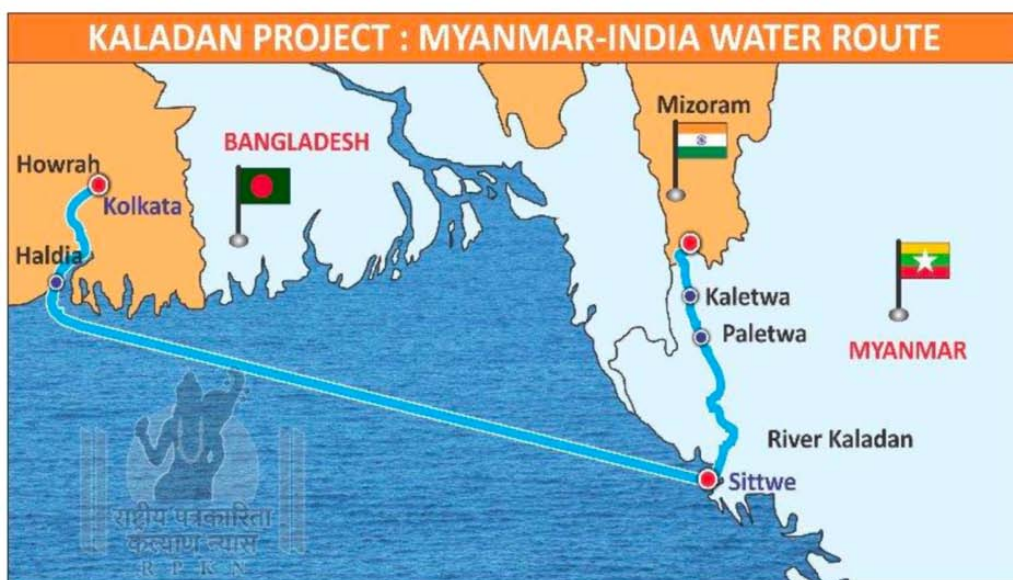 KALADAN PROJECT : MYANMAR-INDIA WATER ROUTE
Mizoram
BANGLADESH
Howrah
Kolkata
Haldia
Kaletwa
Paletwa
MYANMAR
River Kaladan
Sittwe
राष्ट्रीय पत्रकारिता
कल्याण न्यास
R P K N